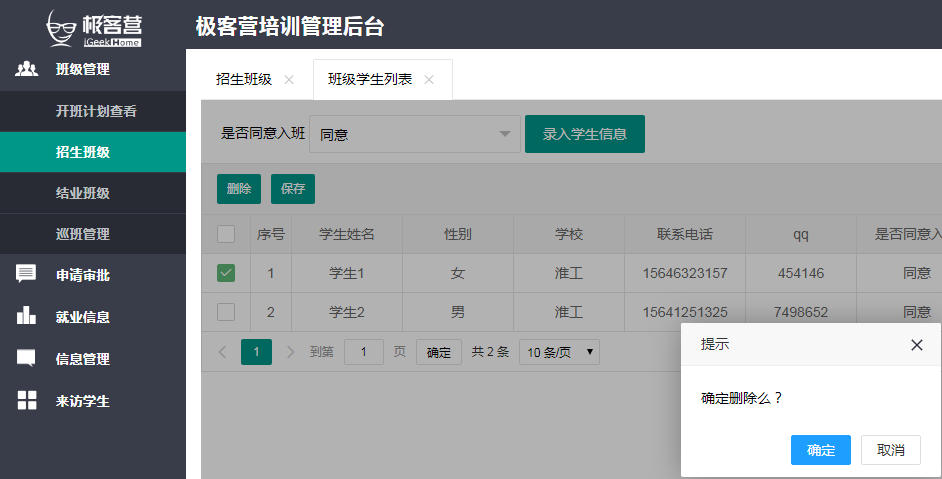 极客营
iGeekHome
极客营培训管理后台
班级管理
开班计划查看
招生班级
结业班级
巡班管理
申请审批
就业信息
信息管理
来访学生
招生班级 班级学生列表
是否同意入班 同意 录入学生信息
删除 保存
序号 学生姓名 性别 学校 联系电话 qq 是否同意入
1 学生1 女 淮工 15646323157 454146 同意
2 学生2 男 淮工 15641251325 7498652 同意
1 到第 1 页 确定 共 2 条 10 条/页
提示
确定删除么？
确定 取消